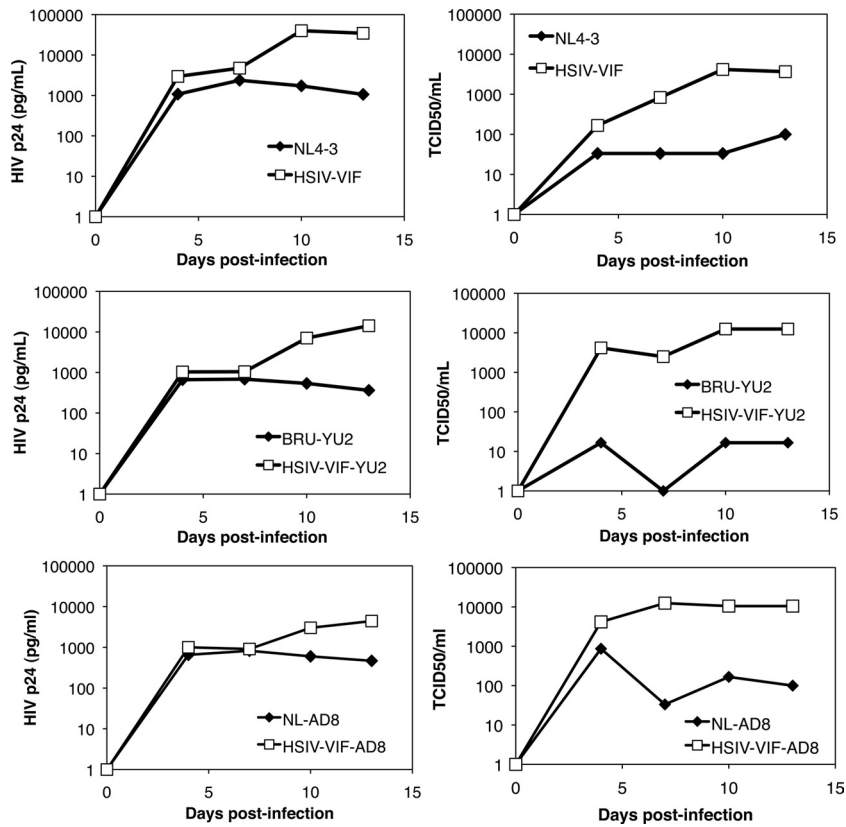 HIV p24 (pg/mL)
100000
10000
1000
100
10
1
NL4-3
HSIV-VIF
0 5 10 15
Days post-infection
TCID50/mL
100000
10000
1000
100
10
1
NL4-3
HSIV-VIF
0 5 10 15
Days post-infection
HIV p24 (pg/mL)
100000
10000
1000
100
10
1
BRU-YU2
HSIV-VIF-YU2
0 5 10 15
Days post-infection
TCID50/mL
100000
10000
1000
100
10
1
BRU-YU2
HSIV-VIF-YU2
0 5 10 15
Days post-infection
HIV p24 (pg/ml)
100000
10000
1000
100
10
1
NL-AD8
HSIV-VIF-AD8
0 5 10 15
Days post-infection
TCID50/ml
100000
10000
1000
100
10
1
NL-AD8
HSIV-VIF-AD8
0 5 10 15
Days post-infection